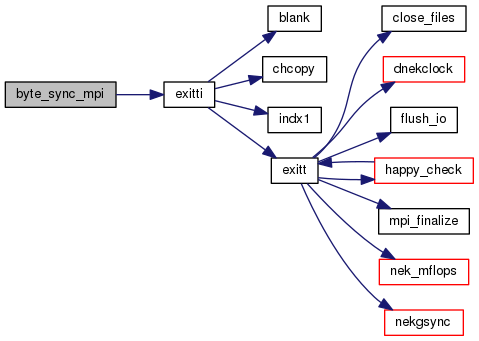 byte_sync_mpi
exitti
blank
chcopy
indx1
exitt
close_files
dnekclock
flush_io
happy_check
mpi_finalize
nek_mflops
nekgsync